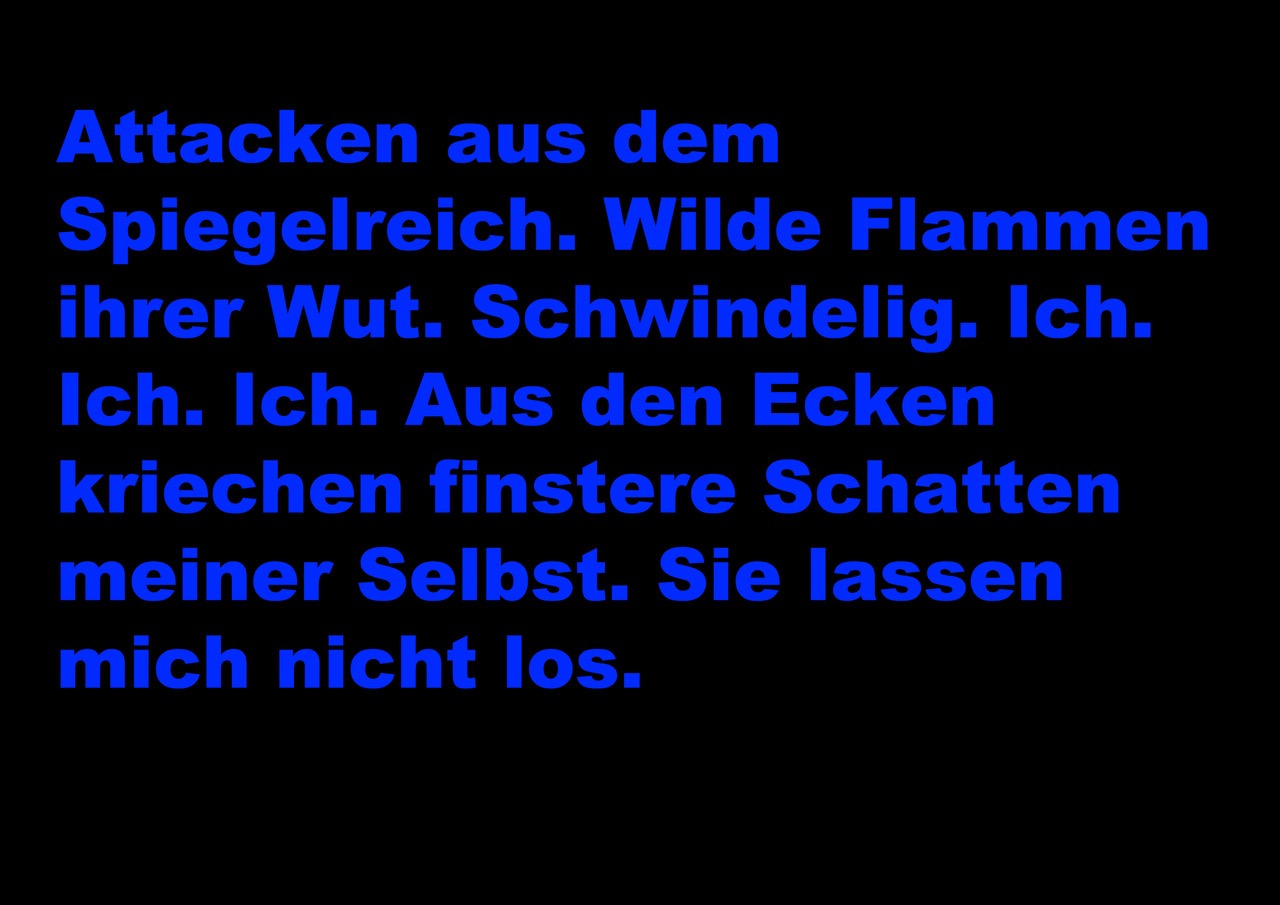 Attacken aus dem
Spiegelreich. Wilde Flammen
ihrer Wut. Schwindelig. Ich.
Ich. Ich. Aus den Ecken
kriechen finstere Schatten
meiner Selbst. Sie lassen
mich nicht los.